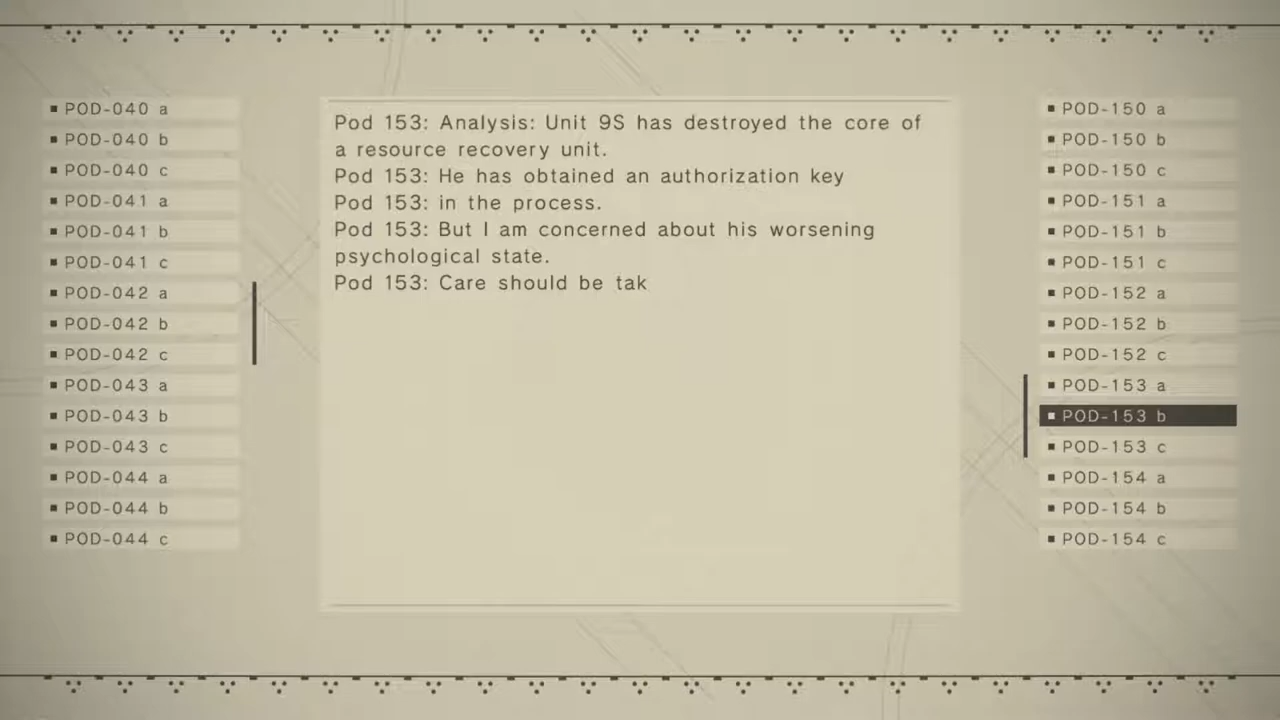 POD-040 a
POD-040 b
POD-040 c
POD-041 a
POD-041 b
POD-041 c
POD-042 a
POD-042 b
POD-042 c
POD-043 a
POD-043 b
POD-043 c
POD-044 a
POD-044 b
POD-044 c
Pod 153: Analysis: Unit 9S has destroyed the core of
a resource recovery unit.
Pod 153: He has obtained an authorization key
Pod 153: in the process.
Pod 153: But I am concerned about his worsening
psychological state.
Pod 153: Care should be tak
POD-150 a
POD-150 b
POD-150 c
POD-151 a
POD-151 b
POD-151 c
POD-152 a
POD-152 b
POD-152 c
POD-153 a
POD-153 b
POD-153 c
POD-154 a
POD-154 b
POD-154 c